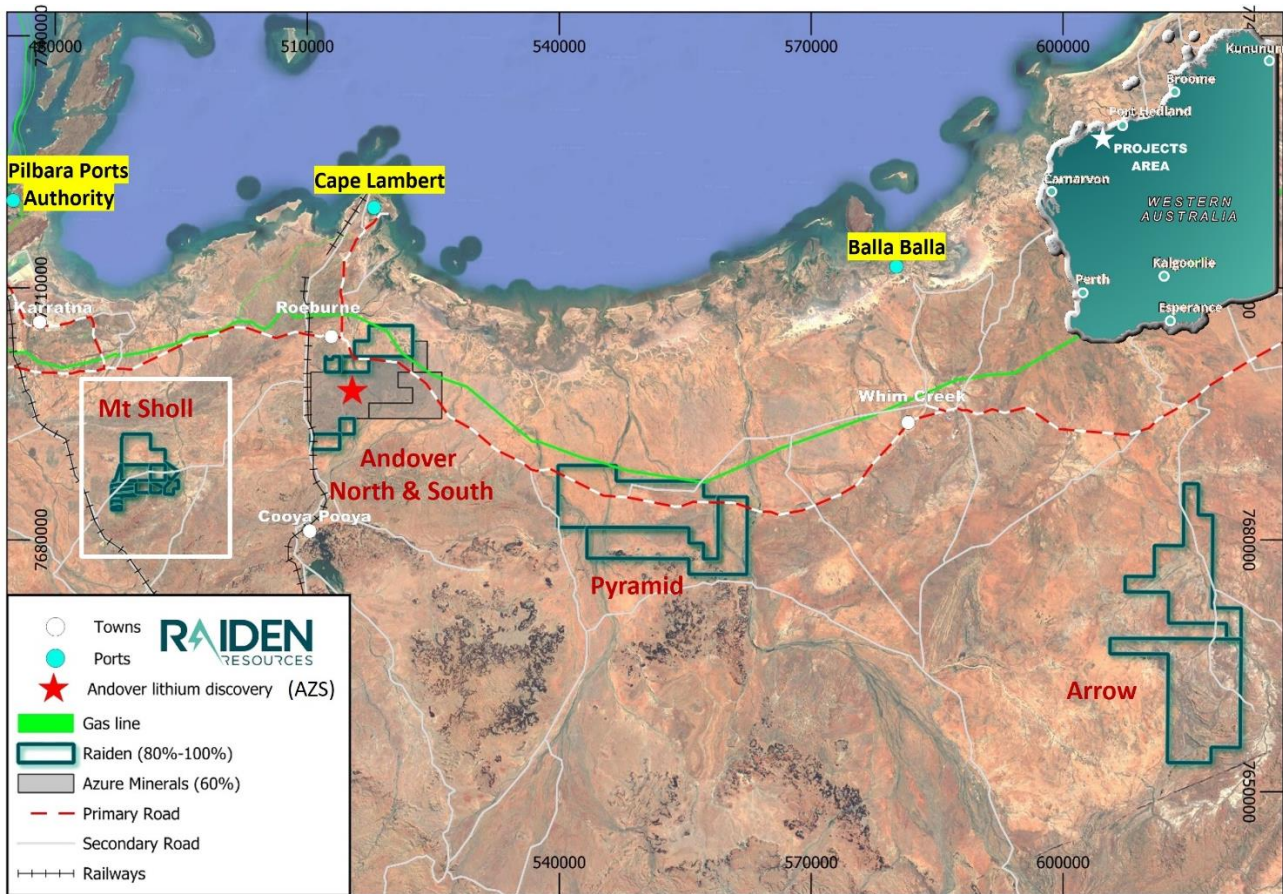 480000
510000
540000
570000
600000
7740000
Kununurra
Broome
Port Hedland
PROJECTS
AREA
Carnarvon
WESTERN
AUSTRALIA
Kalgoorlie
Perth
Esperance
Pilbara Ports
Authority
Cape Lambert
Balla Balla
7710000
Karratna
Roeburne
Mt Sholl
Whim Creek
Andover
North & South
Cooya Pooya
7680000
7680000
Pyramid
Arrow
7650000
540000
570000
600000
RAIDEN
RESOURCES
Towns
Ports
Andover lithium discovery (AZS)
Gas line
Raiden (80%-100%)
Azure Minerals (60%)
Primary Road
Secondary Road
Railways